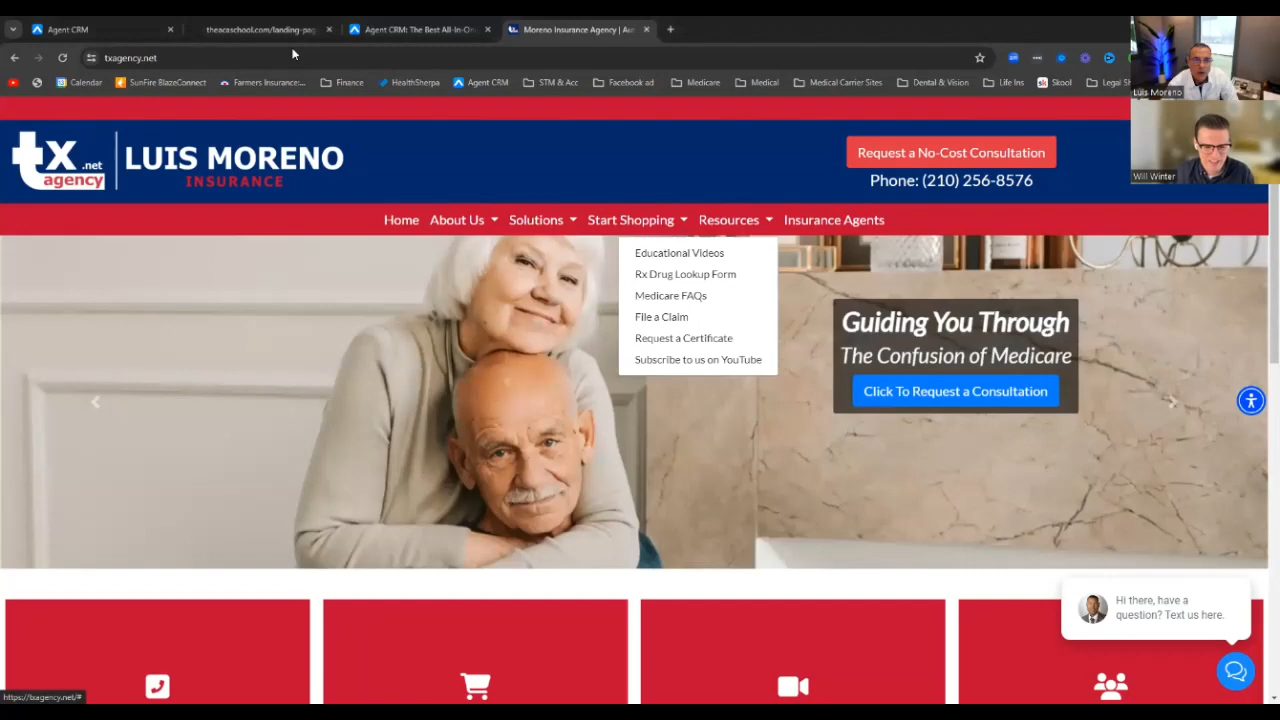 Agent CRM
theacaschool.com/landing-pag
Agent CRM: The Best All-In-On
Moreno Insurance Agency | Au
txagency.net
Calendar
SunFire BlazeConnect
Farmers Insurance:...
Finance
HealthSherpa
Agent CRM
STM & Acc
Facebook ad
Medicare
Medical
Medical Carrier Sites
Dental & Vision
Life Ins
Skool
Legal S
Luis Moreno
Will Winter
tx.net
agency
LUIS MORENO
INSURANCE
Request a No-Cost Consultation
Phone: (210) 256-8576
Home
About Us
Solutions
Start Shopping
Resources
Insurance Agents
Educational Videos
Rx Drug Lookup Form
Medicare FAQs
File a Claim
Request a Certificate
Subscribe to us on YouTube
Guiding You Through
The Confusion of Medicare
Click To Request a Consultation
Hi there, have a
question? Text us here.
https://txagency.net/#